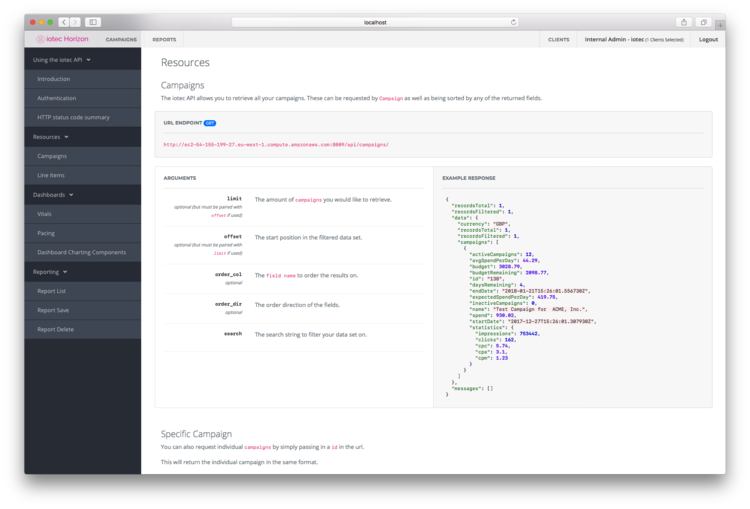 localhost
iotec Horizon CAMPAIGNS REPORTS CLIENTS Internal Admin - iotec (1 Clients Selected) Logout
Using the iotec API
Introduction
Authentication
HTTP status code summary
Resources
Campaigns
Line Items
Dashboards
Vitals
Pacing
Dashboard Charting Components
Reporting
Report List
Report Save
Report Delete
Resources
Campaigns
The iotec API allows you to retrieve all your campaigns. These can be requested by Campaign as well as being sorted by any of the returned fields.
URL ENDPOINT GET
http://ec2-54-155-199-27.eu-west-1.compute.amazonaws.com:8089/api/campaigns/
ARGUMENTS
limit The amount of campaigns you would like to retrieve.
optional (but must be paired with
offset if used)
offset The start position in the filtered data set.
optional (but must be paired with
limit if used)
order_col The field name to order the results on.
optional
order_dir The order direction of the fields.
optional
search The search string to filter your data set on.
EXAMPLE RESPONSE
{
"recordsTotal": 1,
"recordsFiltered": 1,
"data": {
"currency": "GBP",
"recordsTotal": 1,
"recordsFiltered": 1,
"campaigns": [
{
"activeCampaigns": 12,
"avgSpendPerDay": 44.29,
"budget": 3028.79,
"budgetRemaining": 2098.77,
"id": "138",
"daysRemaining": 4,
"endDate": "2018-01-21T15:26:01.556730Z",
"expectedSpendPerDay": 419.75,
"inactiveCampaigns": 0,
"name": "Test Campaign for ACME, Inc.",
"spend": 930.02,
"startDate": "2017-12-27T15:26:01.307930Z",
"statistics": {
"impressions": 753442,
"clicks": 162,
"cpc": 5.74,
"cpa": 3.1,
"cpm": 1.23
}
}
]
},
"messages": []
}
Specific Campaign
You can also request individual campaigns by simply passing in a id in the url.
This will return the individual campaign in the same format.